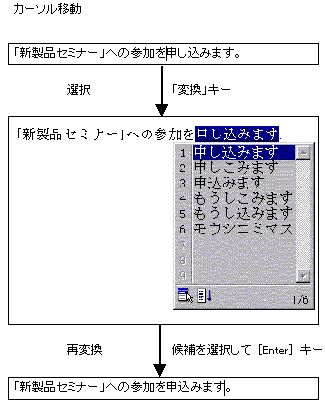 カーソル移動
「新製品セミナー」への参加を申し込みます。
選択 「変換」キー
「新製品セミナー」への参加を申し込みます
1 申し込みます
2 申しこみます
3 申込みます
4 もうしこみます
5 もうし込みます
6 モウシコミマス
7
8
9
1/6
再変換 候補を選択して [Enter] キー
「新製品セミナー」への参加を申込みます。